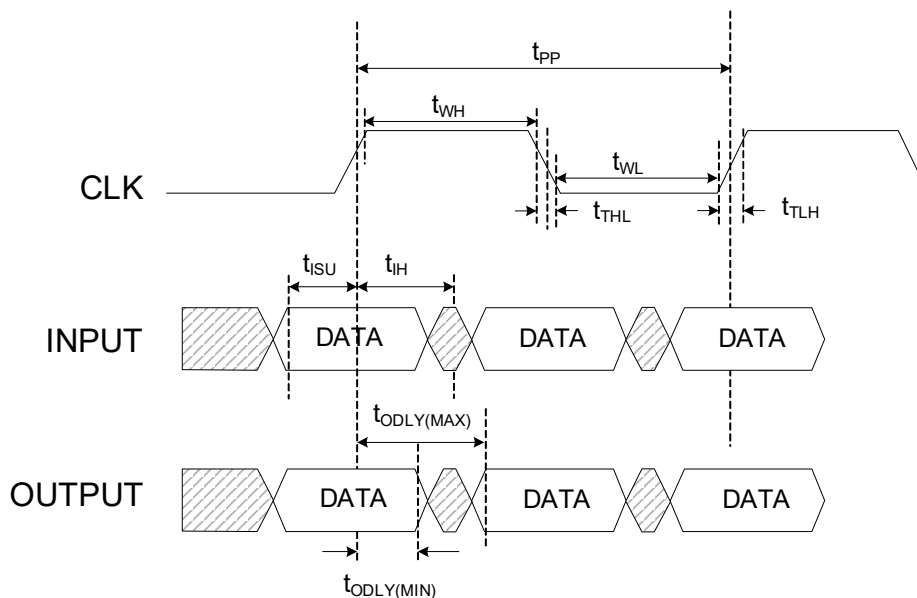 tPP
tWH
tWL
CLK
tTHL
tTLH
tISU
tIH
INPUT
DATA DATA DATA
tODLY(MAX)
OUTPUT
DATA DATA DATA
tODLY(MIN)